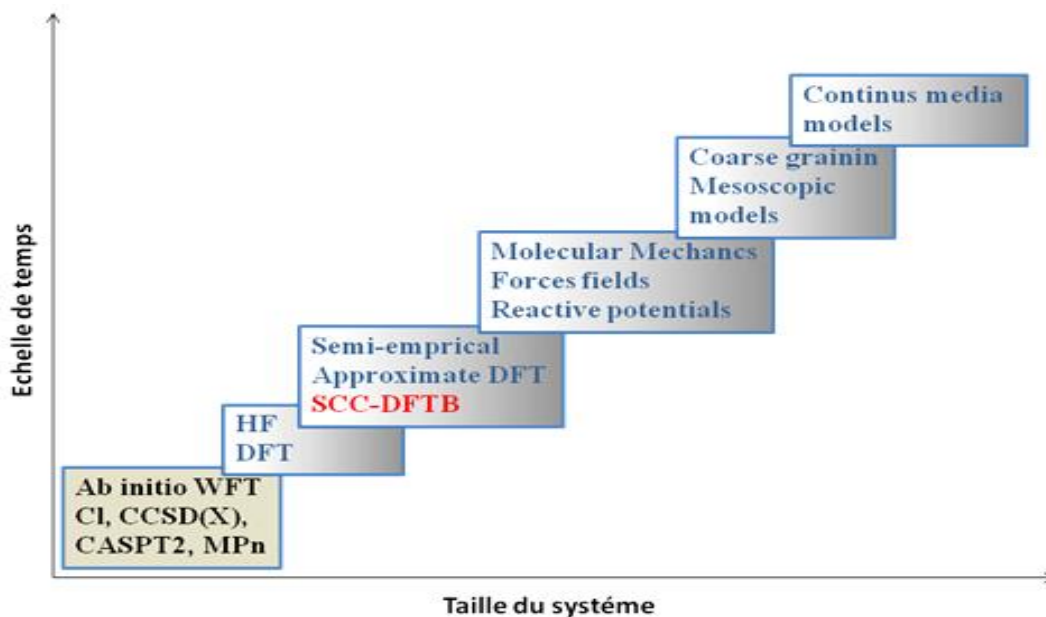 Echelle de temps
Continus media
models
Coarse grainin
Mesoscopic
models
Molecular Mechancs
Forces fields
Reactive potentials
Semi-emprical
Approximate DFT
SCC-DFTB
HF
DFT
Ab initio WFT
Cl, CCSD(X),
CASPT2, MPn
Taille du systéme